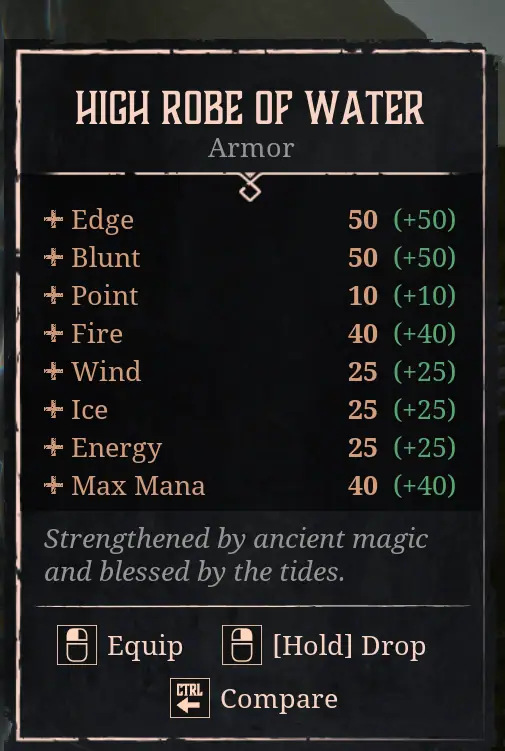 HIGH ROBE OF WATER
Armor
Edge 50 (+50)
Blunt 50 (+50)
Point 10 (+10)
Fire 40 (+40)
Wind 25 (+25)
Ice 25 (+25)
Energy 25 (+25)
Max Mana 40 (+40)
Strengthened by ancient magic
and blessed by the tides.
Equip [Hold] Drop
CTRL Compare